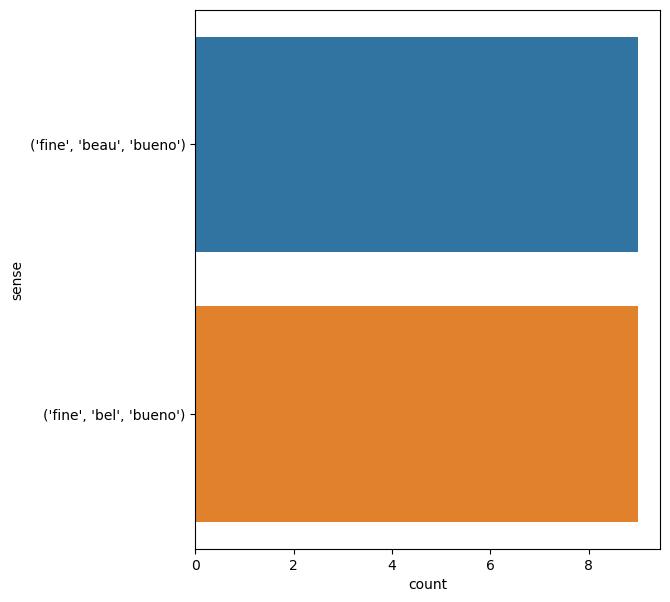 ('fine', 'beau', 'bueno')
('fine', 'bel', 'bueno')
sense
0 2 4 6 8
count